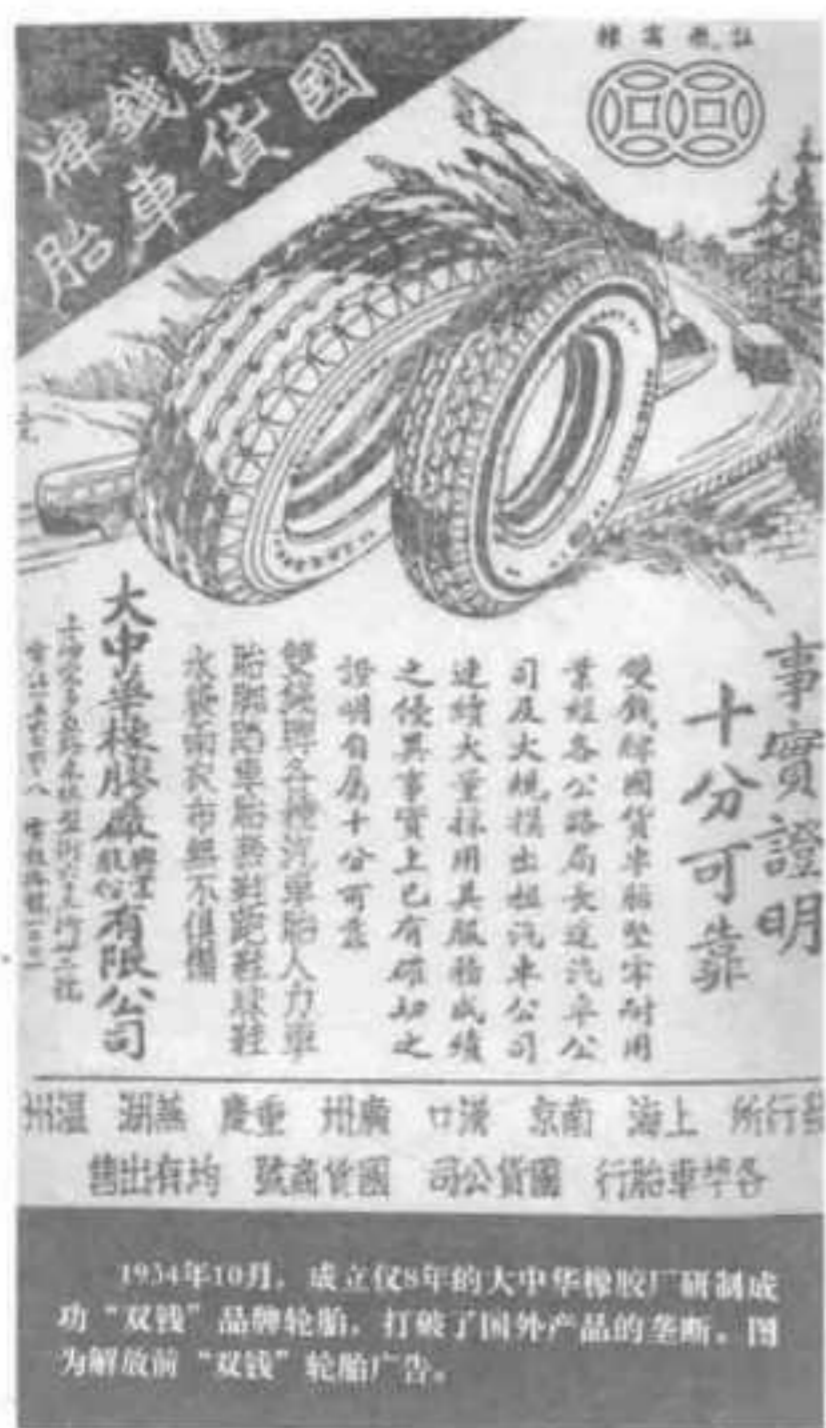 雙錢牌
國貨車胎
事實證明
十分可靠
雙錢牌國貨車胎堅牢耐用
業經各公路局長途汽車公
司及大規模出租汽車公司
連續大量採用其服務成績
之優異事實上已有確切之
證明自屬十分可靠
雙錢牌各種汽車胎人力車
胎腳踏車胎套鞋跑鞋球鞋
水袋雨衣布無不俱備
大中華橡膠廠興業股份有限公司
發行所 上海 南京 漢口 廣州 重慶 蕪湖 溫州
各埠車胎行 國貨公司 國貨商號 均有出售
1934年10月，成立仅8年的大中华橡胶厂研制成
功“双钱”品牌轮胎，打破了国外产品的垄断。图
为解放前“双钱”轮胎广告。